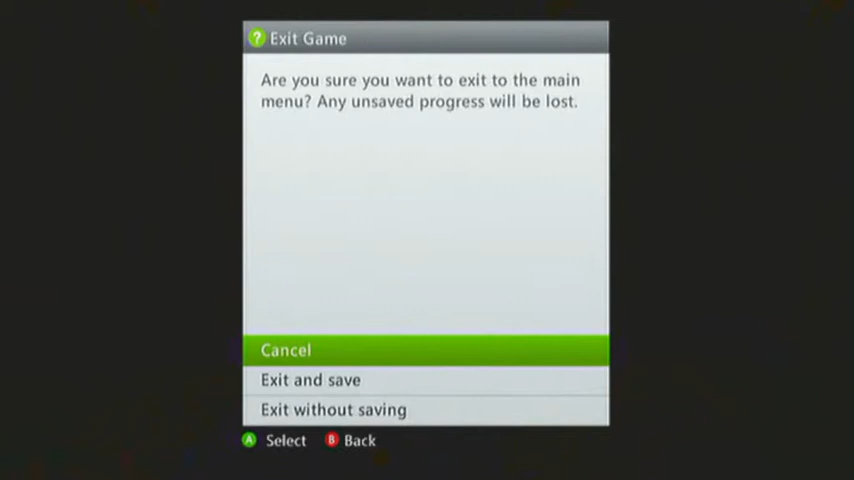 ? Exit Game
Are you sure you want to exit to the main
menu? Any unsaved progress will be lost.
Cancel
Exit and save
Exit without saving
A Select B Back